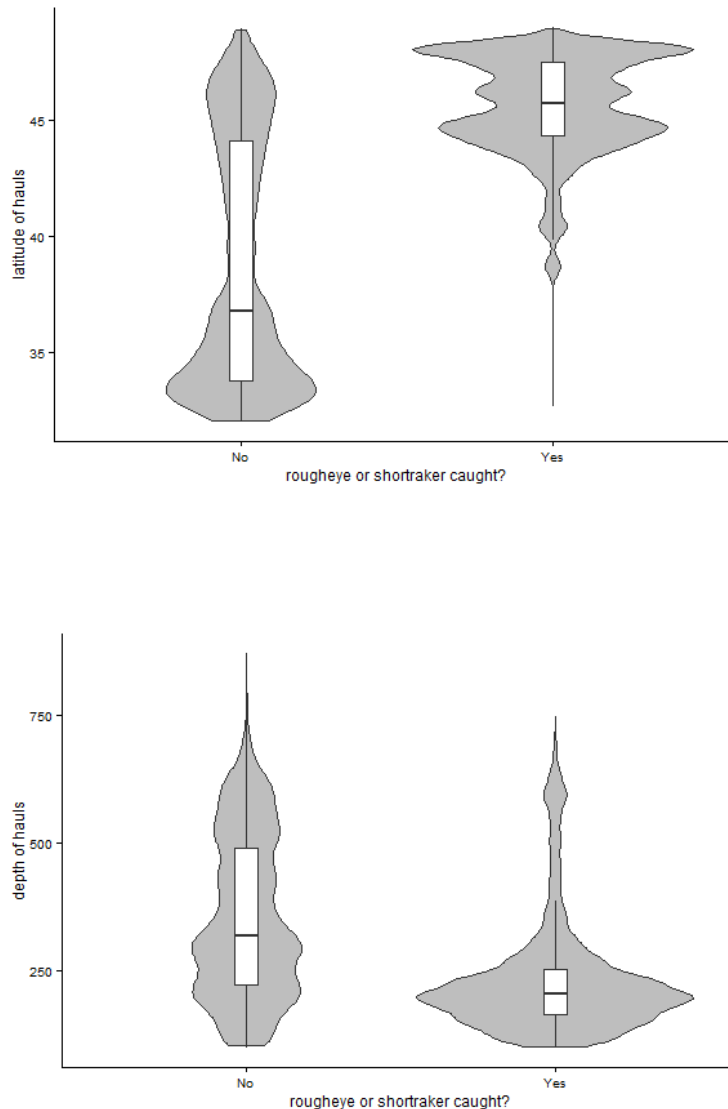 latitude of hauls
45
40
35
No
Yes
rougheye or shortraker caught?
depth of hauls
750
500
250
No
Yes
rougheye or shortraker caught?